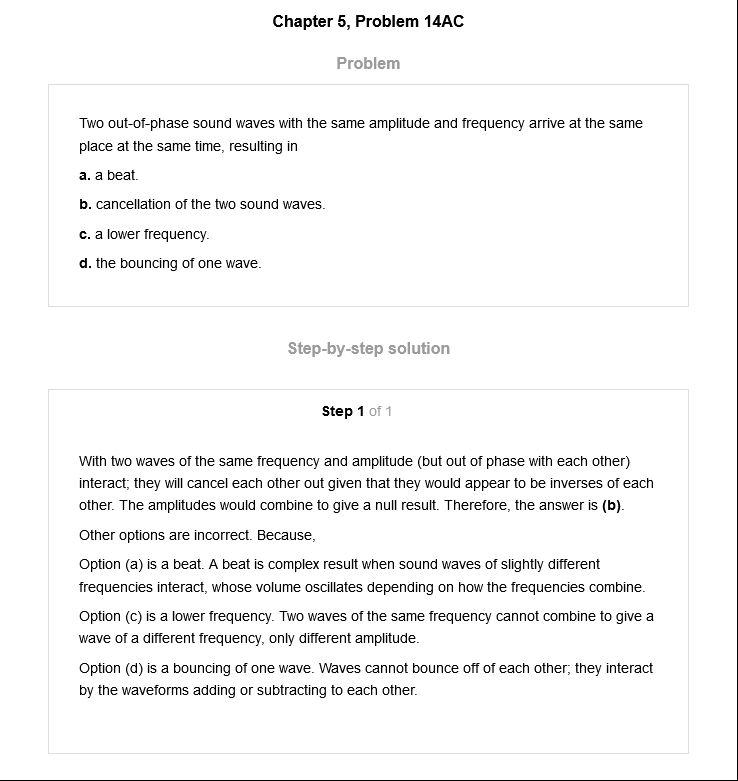 Chapter 5, Problem 14AC
Problem
Two out-of-phase sound waves with the same amplitude and frequency arrive at the same
place at the same time, resulting in
a. a beat.
b. cancellation of the two sound waves.
c. a lower frequency.
d. the bouncing of one wave.
Step-by-step solution
Step 1 of 1
With two waves of the same frequency and amplitude (but out of phase with each other)
interact; they will cancel each other out given that they would appear to be inverses of each
other. The amplitudes would combine to give a null result. Therefore, the answer is (b).
Other options are incorrect. Because,
Option (a) is a beat. A beat is complex result when sound waves of slightly different
frequencies interact, whose volume oscillates depending on how the frequencies combine.
Option (c) is a lower frequency. Two waves of the same frequency cannot combine to give a
wave of a different frequency, only different amplitude.
Option (d) is a bouncing of one wave. Waves cannot bounce off of each other; they interact
by the waveforms adding or subtracting to each other.